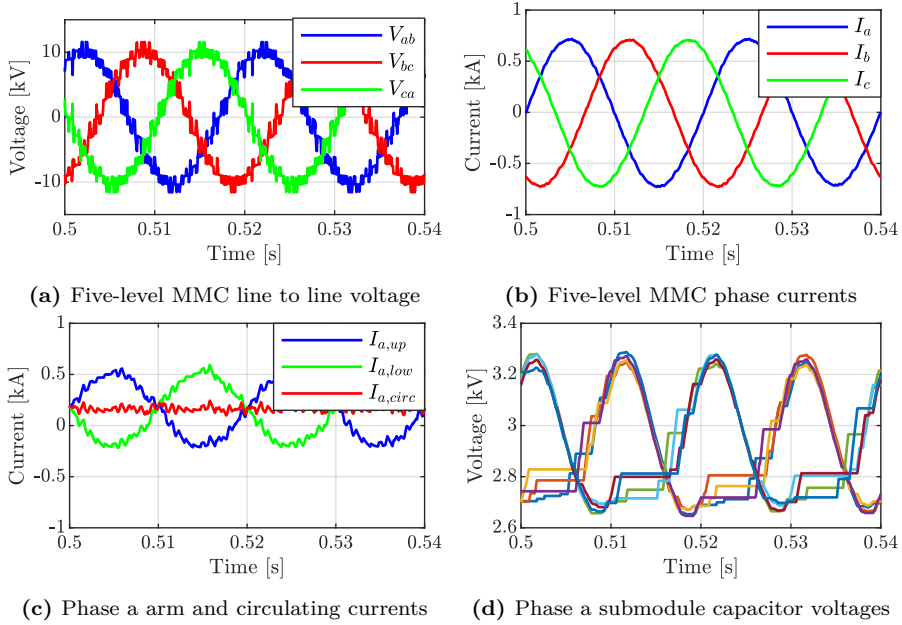 10
0
-10
Voltage [kV]
0.5 0.51 0.52 0.53 0.54
Time [s]
V_ab
V_bc
V_ca
(a) Five-level MMC line to line voltage
1
0.5
0
-0.5
-1
Current [kA]
0.5 0.51 0.52 0.53 0.54
Time [s]
I_a
I_b
I_c
(b) Five-level MMC phase currents
1
0.5
0
-0.5
-1
Current [kA]
0.5 0.51 0.52 0.53 0.54
Time [s]
I_a,up
I_a,low
I_a,circ
(c) Phase a arm and circulating currents
3.4
3.2
3
2.8
2.6
Voltage [kV]
0.5 0.51 0.52 0.53 0.54
Time [s]
(d) Phase a submodule capacitor voltages